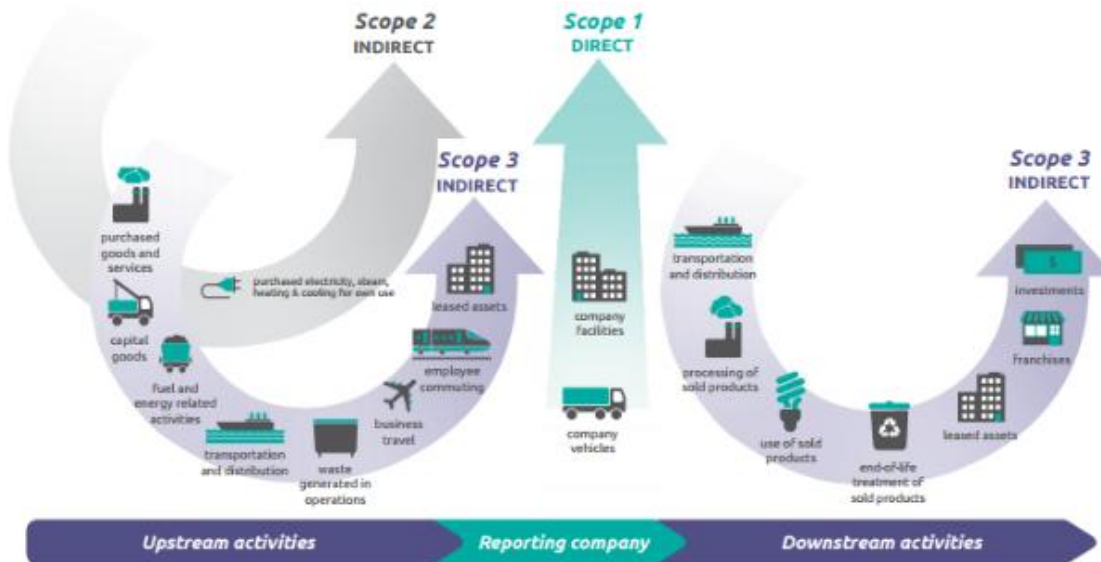 Scope 2
INDIRECT
Scope 1
DIRECT
Scope 3
INDIRECT
Scope 3
INDIRECT
purchased
goods and
services
capital
goods
fuel and
energy related
activities
purchased electricity, steam,
heating & cooling for own use
transportation
and distribution
waste
generated in
operations
business
travel
employee
commuting
leased assets
company
facilities
company
vehicles
transportation
and distribution
processing of
sold products
use of sold
products
end-of-life
treatment of
sold products
leased assets
franchises
$
investments
Upstream activities
Reporting company
Downstream activities